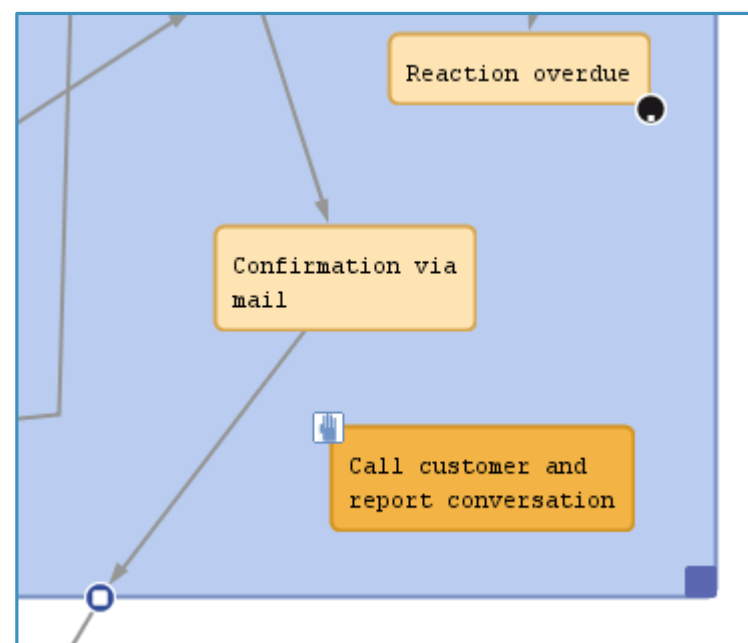 Reaction overdue
Confirmation via
mail
Call customer and
report conversation